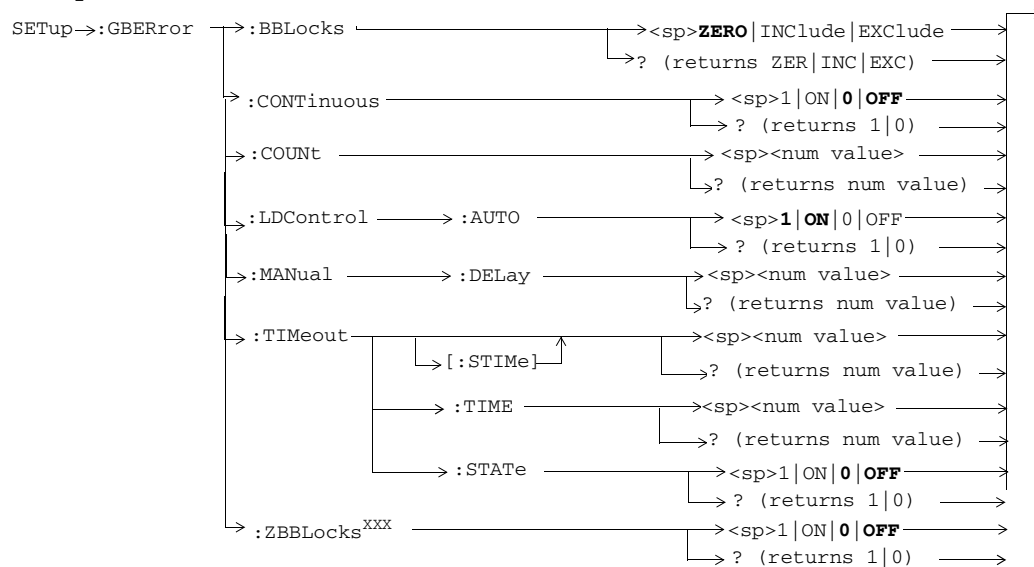 SETup :GBERror :BBLocks <sp>ZERO|INClude|EXClude
? (returns ZER|INC|EXC)
:CONTinuous <sp>1|ON|0|OFF
? (returns 1|0)
:COUNt <sp><num value>
? (returns num value)
:LDControl :AUTO <sp>1|ON|0|OFF
? (returns 1|0)
:MANual :DELay <sp><num value>
? (returns num value)
:TIMeout <sp><num value>
[:STIMe] ? (returns num value)
:TIME <sp><num value>
? (returns num value)
:STATe <sp>1|ON|0|OFF
? (returns 1|0)
:ZBBLocksXXX <sp>1|ON|0|OFF
? (returns 1|0)